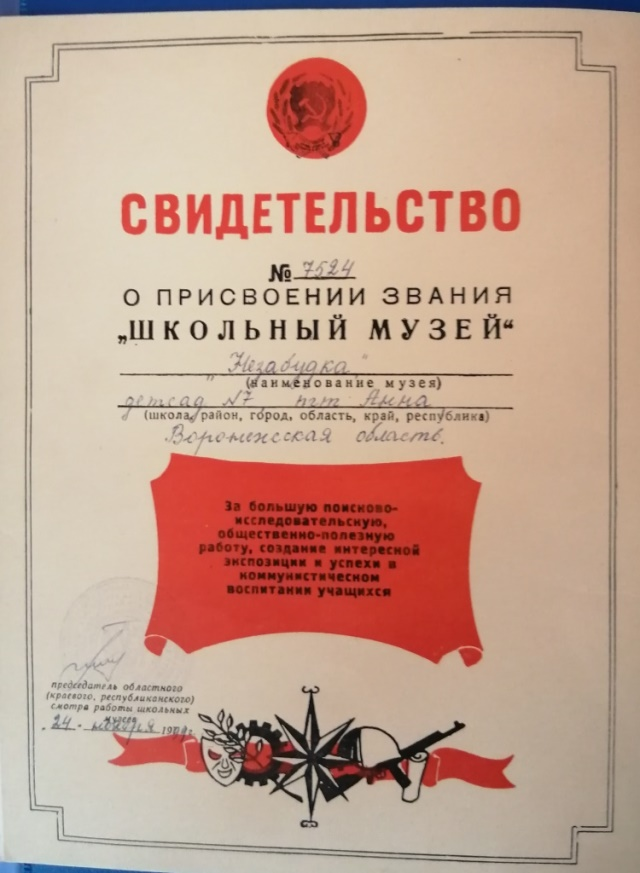 СВИДЕТЕЛЬСТВО
№ 7524
О ПРИСВОЕНИИ ЗВАНИЯ
„ШКОЛЬНЫЙ МУЗЕЙ“
"Незабудка"
(наименование музея)
детсад N7 пгт Анна
(школа, район, город, область, край, республика)
Воронежская область.
За большую поисково-
исследовательскую,
общественно-полезную
работу, создание интересной
экспозиции и успехи в
коммунистическом
воспитании учащихся
председатель областного
(краевого, республиканского)
смотра работы школьных
музеев
"24" ноября 19